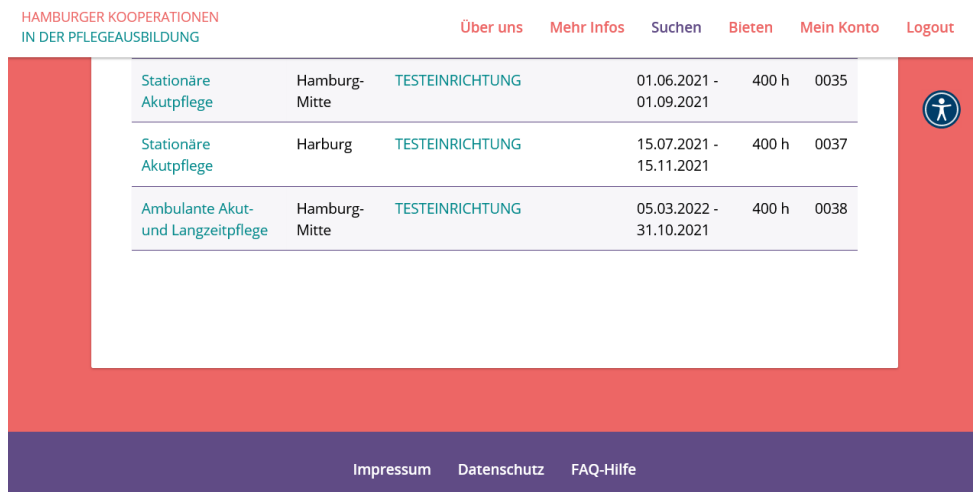 HAMBURGER KOOPERATIONEN
IN DER PFLEGEAUSBILDUNG
Über uns Mehr Infos Suchen Bieten Mein Konto Logout
Stationäre Hamburg- TESTEINRICHTUNG 01.06.2021 - 400 h 0035
Akutpflege Mitte 01.09.2021
Stationäre Harburg TESTEINRICHTUNG 15.07.2021 - 400 h 0037
Akutpflege 15.11.2021
Ambulante Akut- Hamburg- TESTEINRICHTUNG 05.03.2022 - 400 h 0038
und Langzeitpflege Mitte 31.10.2021
Impressum Datenschutz FAQ-Hilfe